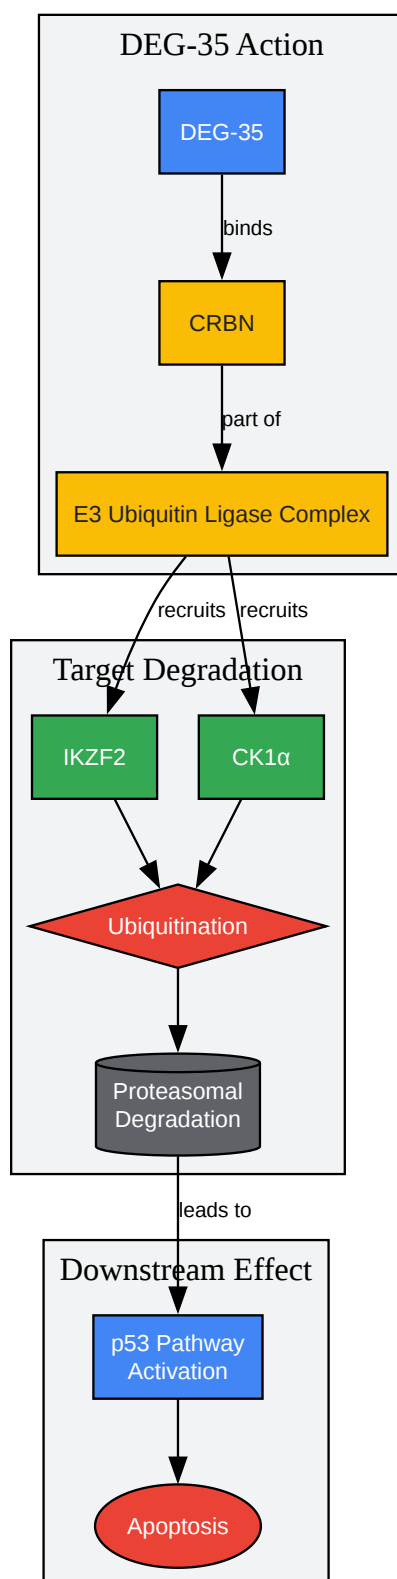 DEG-35 Action
DEG-35
binds
CRBN
part of
E3 Ubiquitin Ligase Complex
recruits
recruits
Target Degradation
IKZF2
CK1α
Ubiquitination
Proteasomal
Degradation
leads to
Downstream Effect
p53 Pathway
Activation
Apoptosis